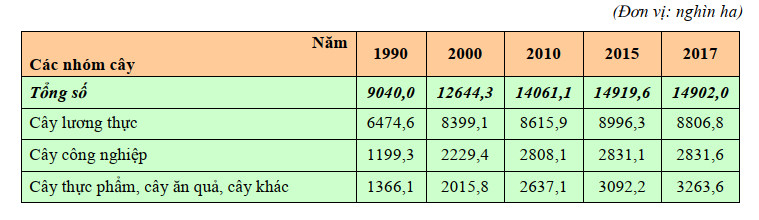 (Đơn vị: nghìn ha)
Năm
Các nhóm cây 1990 2000 2010 2015 2017
Tổng số 9040,0 12644,3 14061,1 14919,6 14902,0
Cây lương thực 6474,6 8399,1 8615,9 8996,3 8806,8
Cây công nghiệp 1199,3 2229,4 2808,1 2831,1 2831,6
Cây thực phẩm, cây ăn quả, cây khác 1366,1 2015,8 2637,1 3092,2 3263,6